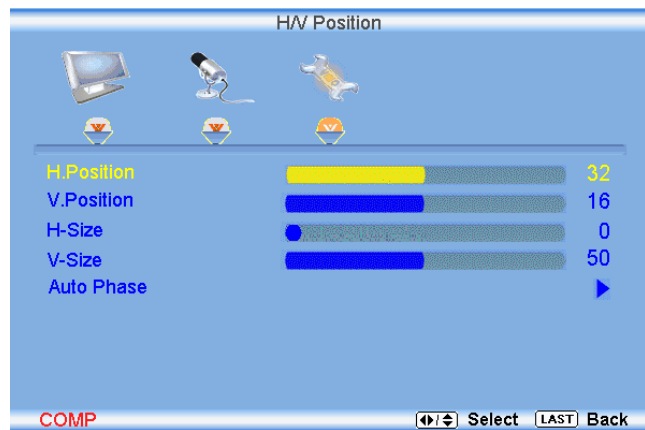 H/V Position
H.Position 32
V.Position 16
H-Size 0
V-Size 50
Auto Phase
COMP / Select LAST Back